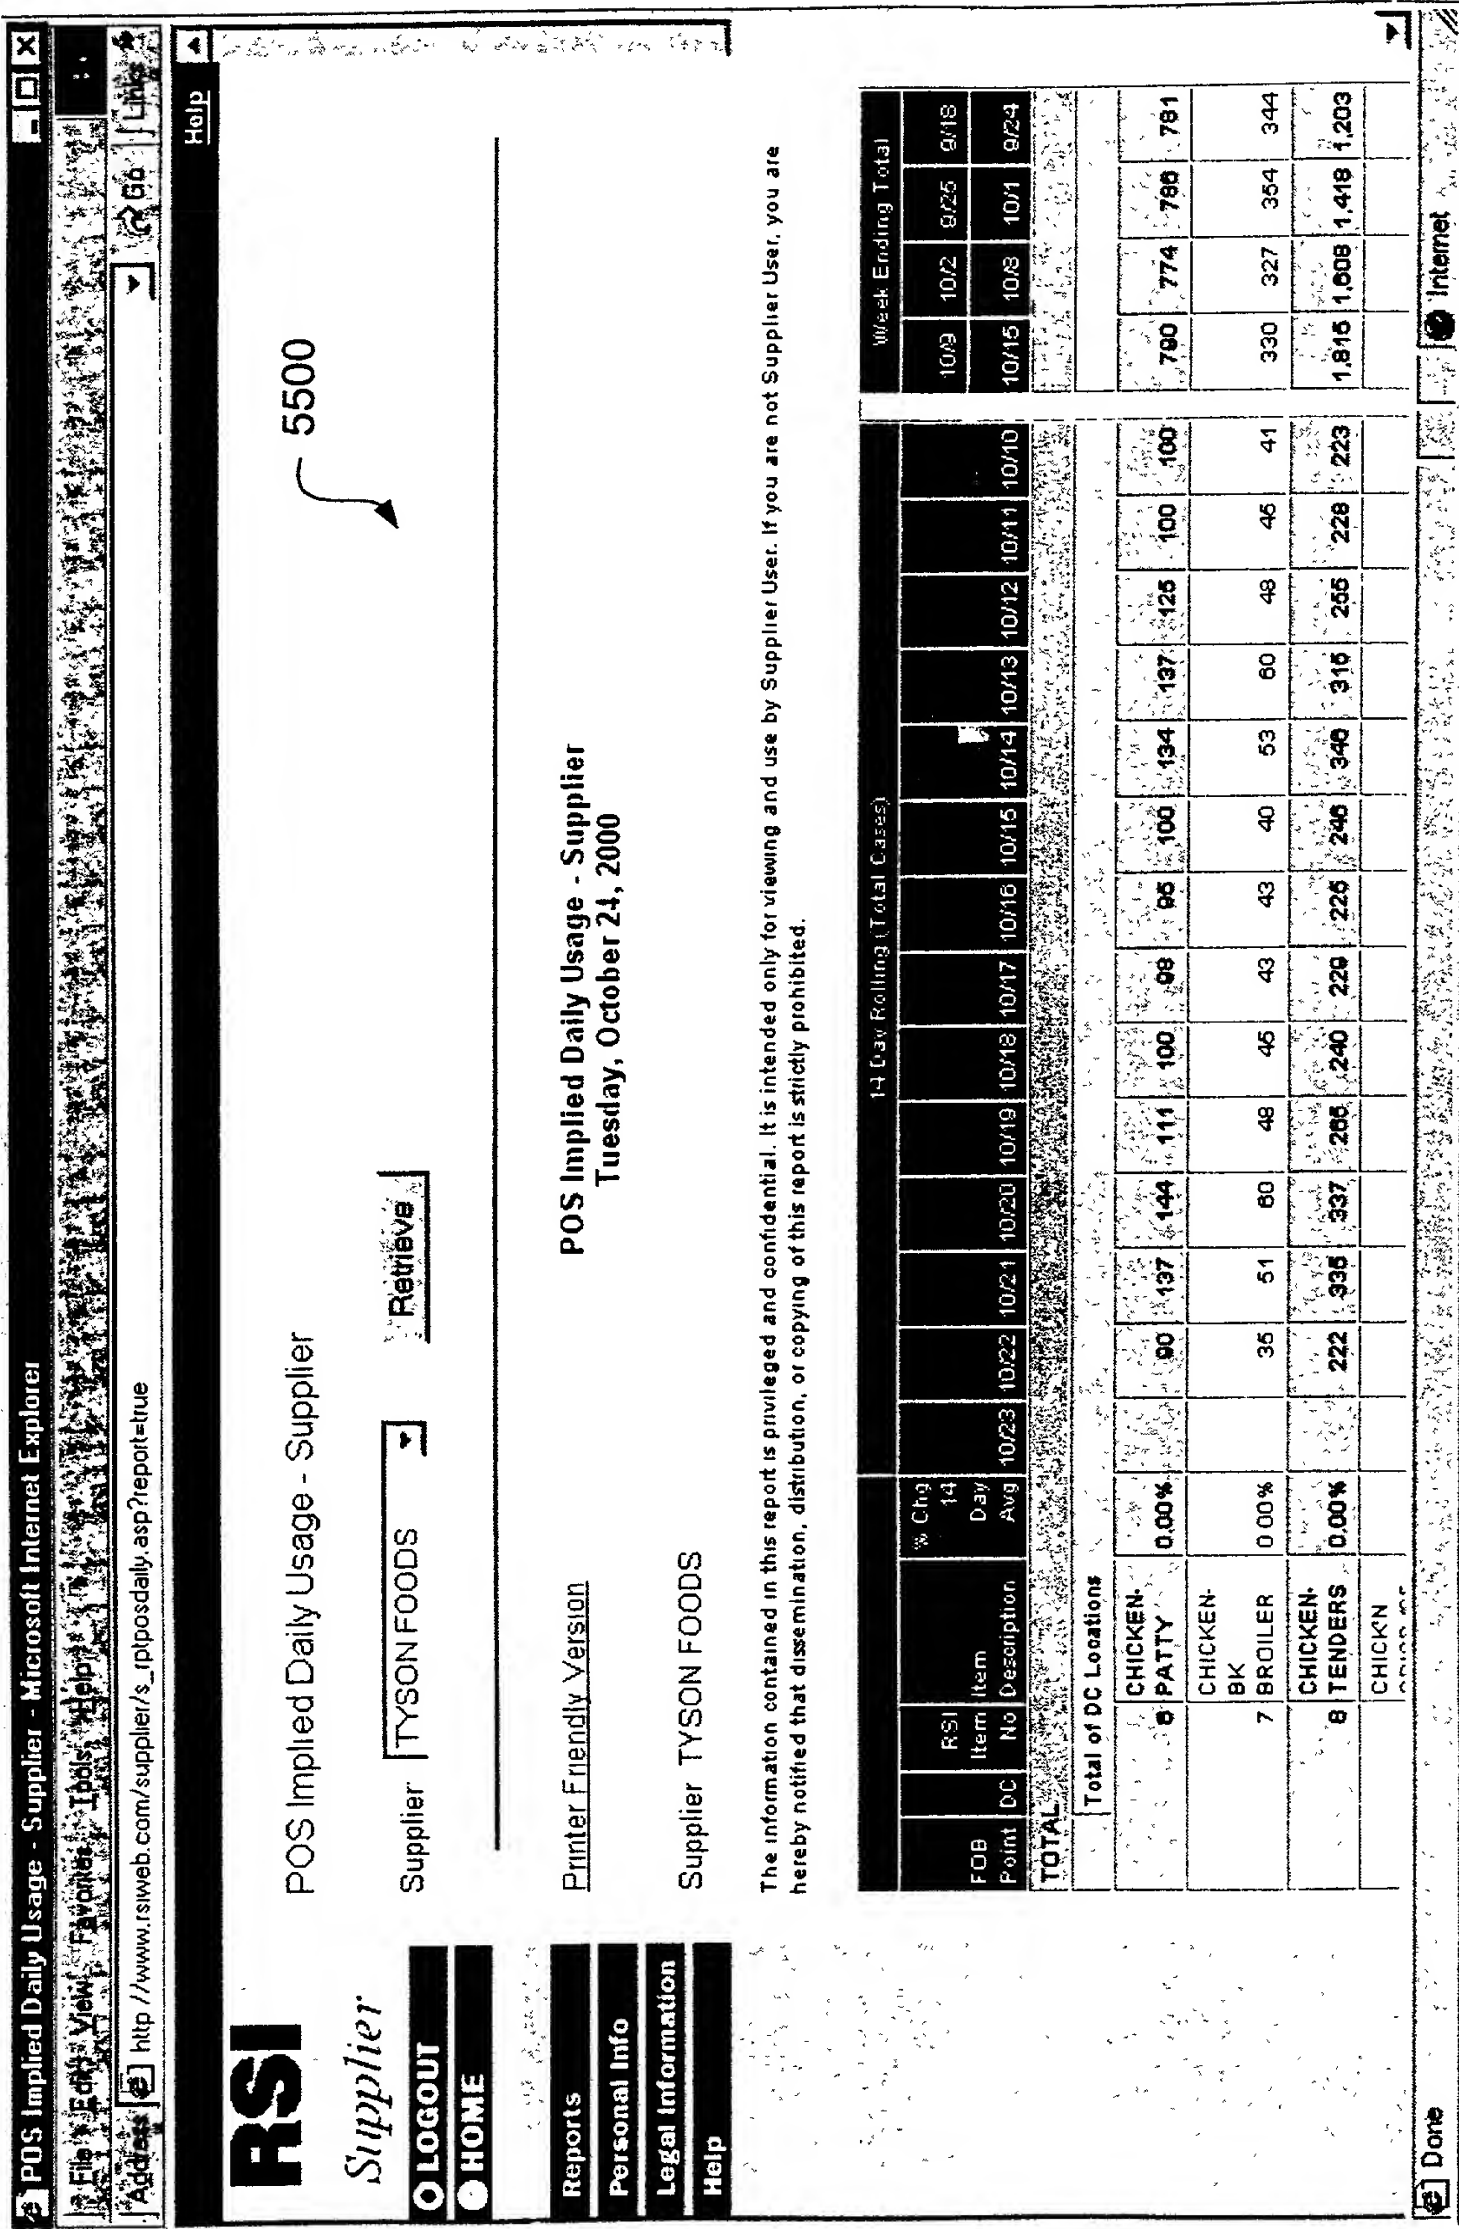 POS Implied Daily Usage - Supplier - Microsoft Internet Explorer
File Edit View Favorites Tools Help
Address http //www.rsiweb.com/supplier/s_rptposdaily.asp?report=true Go Links
Help
RSI
Supplier
LOGOUT
HOME
Reports
Personal Info
Legal Information
Help
POS Implied Daily Usage - Supplier
5500
Supplier TYSON FOODS Retrieve
Printer Friendly Version
POS Implied Daily Usage - Supplier
Tuesday, October 24, 2000
Supplier TYSON FOODS
The information contained in this report is privileged and confidential. It is intended only for viewing and use by Supplier User. If you are not Supplier User, you are
hereby notified that dissemination, distribution, or copying of this report is strictly prohibited.
14 Day Rolling (Total Cases) Week Ending Total
% Chg
RSI 14 10/9 10/2 9/25 9/18
FOB Item Item Day
Point DC No Description Avg 10/23 10/22 10/21 10/20 10/19 10/18 10/17 10/16 10/15 10/14 10/13 10/12 10/11 10/10 10/15 10/8 10/1 9/24
TOTAL
Total of DC Locations
CHICKEN-
6 PATTY 0.00% 90 137 144 111 100 98 95 100 134 137 125 100 100 790 774 786 781
CHICKEN-
BK
7 BROILER 0 00% 35 51 60 48 45 43 43 40 53 60 48 46 41 330 327 354 344
CHICKEN-
8 TENDERS 0.00% 222 336 337 266 240 229 226 246 340 315 255 228 223 1,815 1,608 1,418 1,203
CHICKN
Done Internet